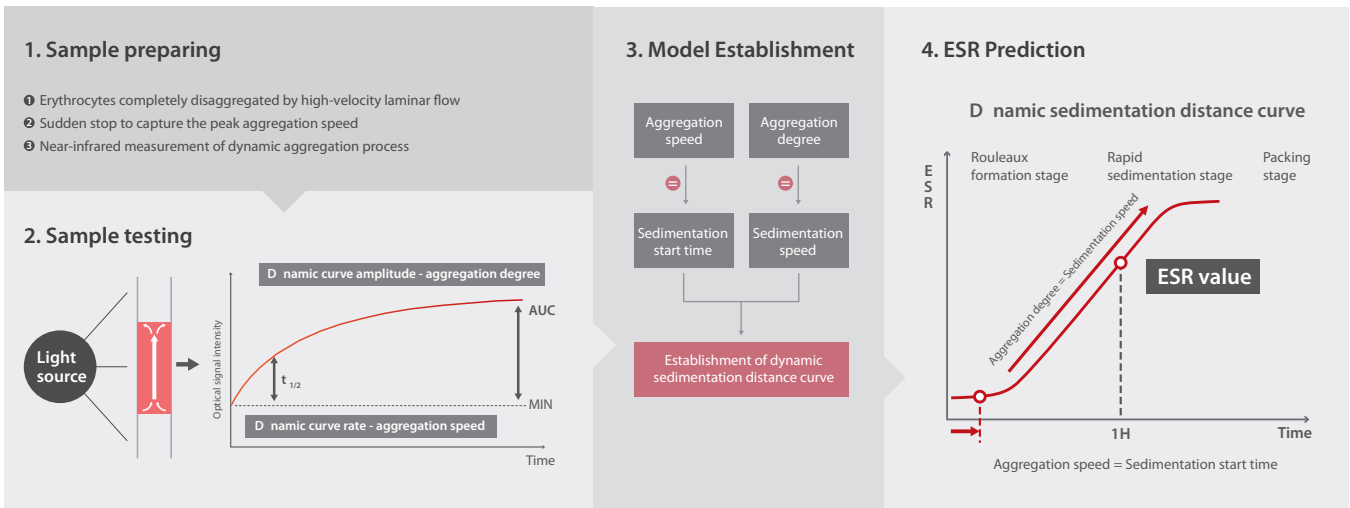 1. Sample preparing
❶ Erythrocytes completely disaggregated by high-velocity laminar flow
❷ Sudden stop to capture the peak aggregation speed
❸ Near-infrared measurement of dynamic aggregation process
2. Sample testing
Light
source
Optical signal intensity
D namic curve amplitude - aggregation degree
AUC
t 1/2
MIN
D namic curve rate - aggregation speed
Time
3. Model Establishment
Aggregation
speed
Aggregation
degree
=
=
Sedimentation
start time
Sedimentation
speed
Establishment of dynamic
sedimentation distance curve
4. ESR Prediction
D namic sedimentation distance curve
E
S
R
Rouleaux
formation stage
Rapid
sedimentation stage
Packing
stage
Aggregation degree = Sedimentation speed
ESR value
1H
Time
Aggregation speed = Sedimentation start time